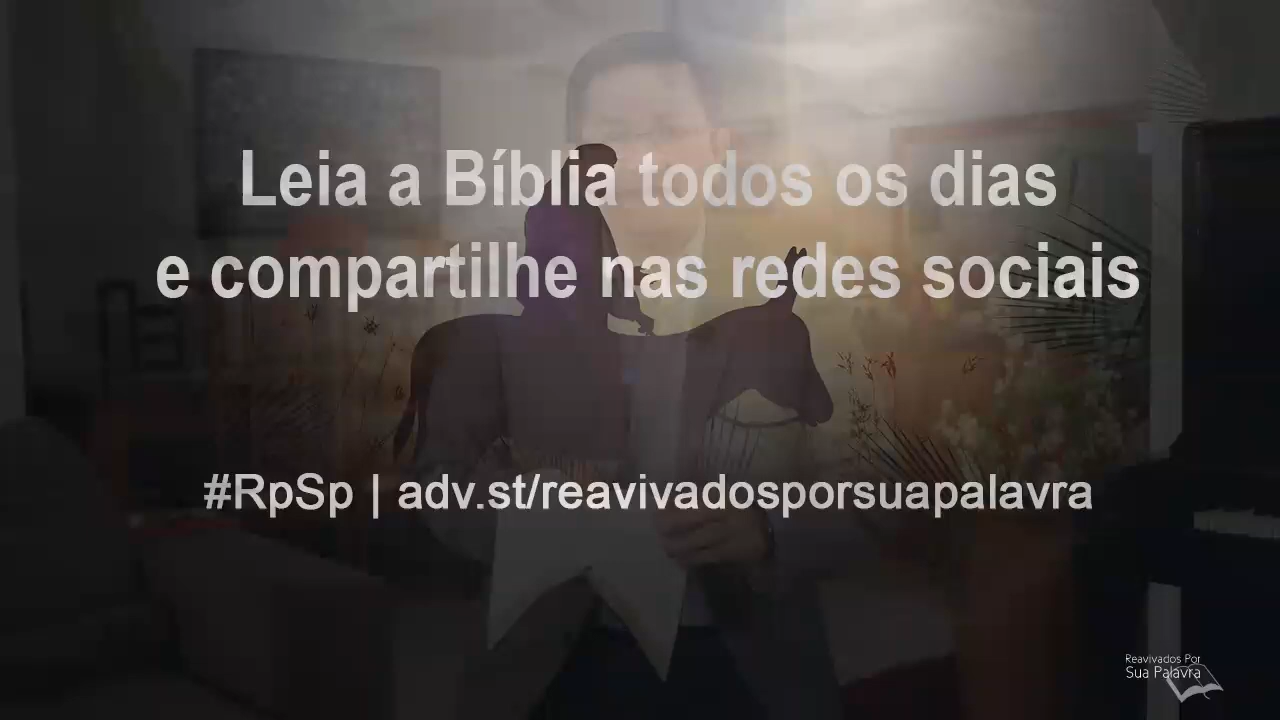 Leia a Bíblia todos os dias
e compartilhe nas redes sociais
#RpSp | adv.st/reavivadosporsuapalavra
Reavivados Por
Sua Palavra